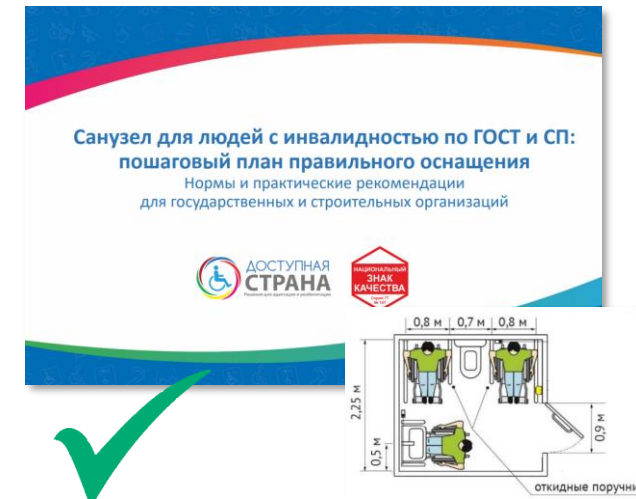 Санузел для людей с инвалидностью по ГОСТ и СП:
пошаговый план правильного оснащения
Нормы и практические рекомендации
для государственных и строительных организаций
ДОСТУПНАЯ
СТРАНА
НАЦИОНАЛЬНЫЙ
ЗНАК
КАЧЕСТВА
0,8 м 0,7 м 0,8 м
2,25 м
0,5 м
0,9 м
откидные поручни